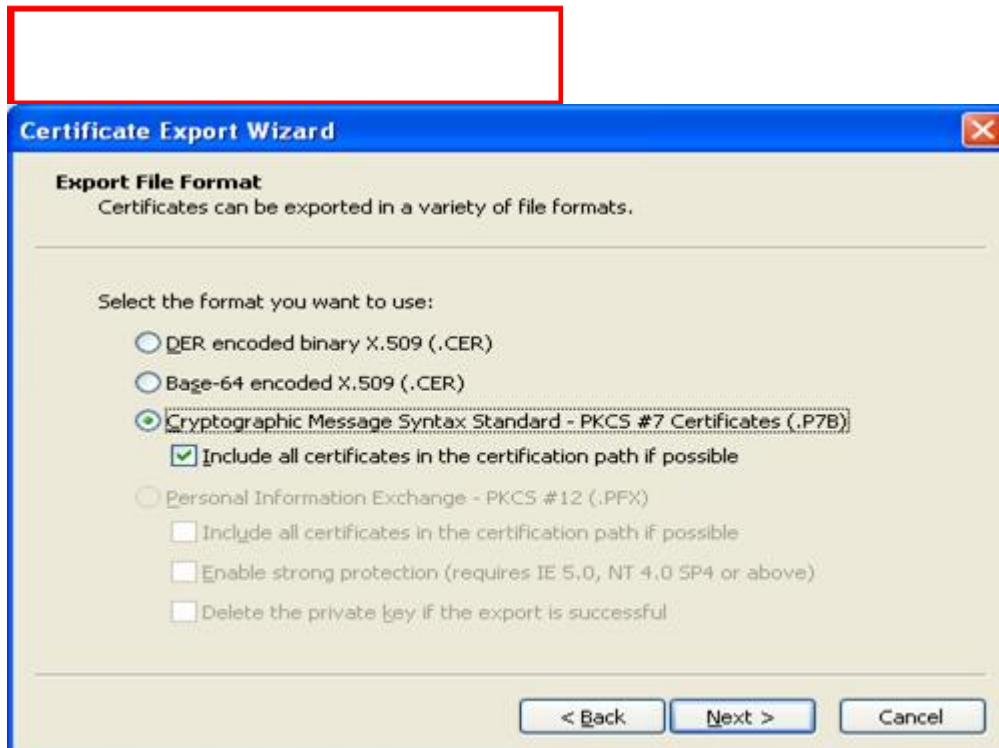 Certificate Export Wizard
Export File Format
Certificates can be exported in a variety of file formats.
Select the format you want to use:
DER encoded binary X.509 (.CER)
Base-64 encoded X.509 (.CER)
Cryptographic Message Syntax Standard - PKCS #7 Certificates (.P7B)
Include all certificates in the certification path if possible
Personal Information Exchange - PKCS #12 (.PFX)
Include all certificates in the certification path if possible
Enable strong protection (requires IE 5.0, NT 4.0 SP4 or above)
Delete the private key if the export is successful
< Back Next > Cancel